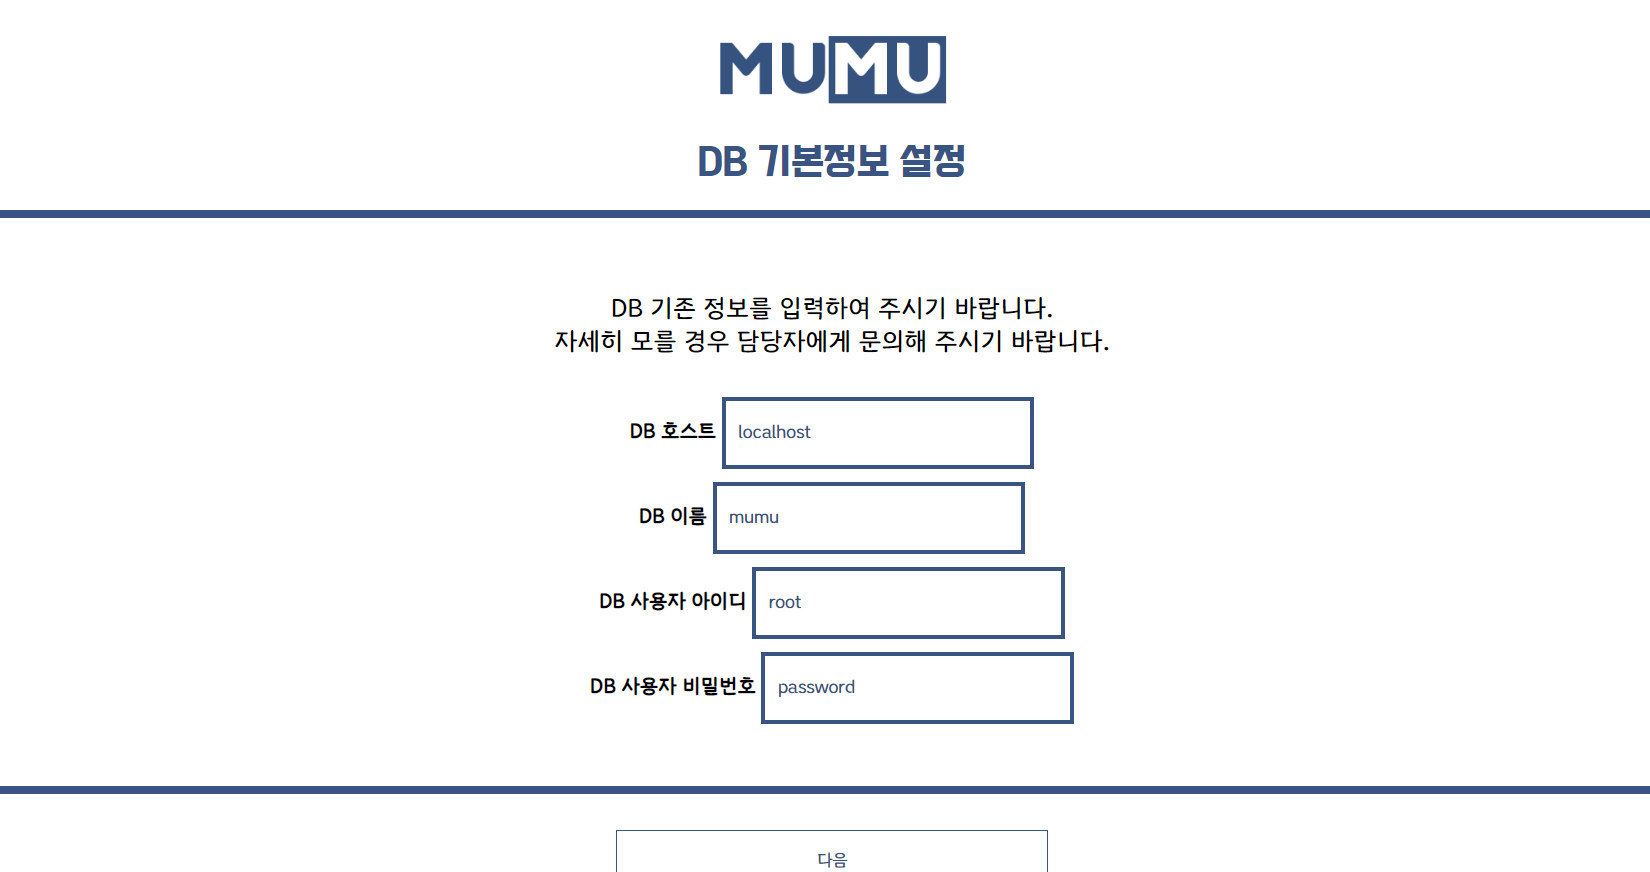 MUMU
DB 기본정보 설정
DB 기존 정보를 입력하여 주시기 바랍니다.
자세히 모를 경우 담당자에게 문의해 주시기 바랍니다.
DB 호스트 localhost
DB 이름 mumu
DB 사용자 아이디 root
DB 사용자 비밀번호 password
다음